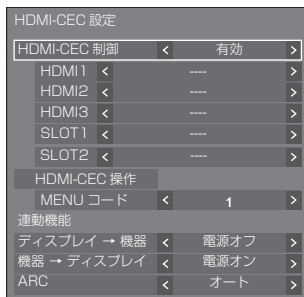 HDMI-CEC 設定
HDMI-CEC 制御 < 有効 >
HDMI1 < ---- >
HDMI2 < ---- >
HDMI3 < ---- >
SLOT1 < ---- >
SLOT2 < ---- >
HDMI-CEC 操作
MENU コード < 1 >
連動機能
ディスプレイ → 機器 < 電源オフ >
機器 → ディスプレイ < 電源オン >
ARC < オート >